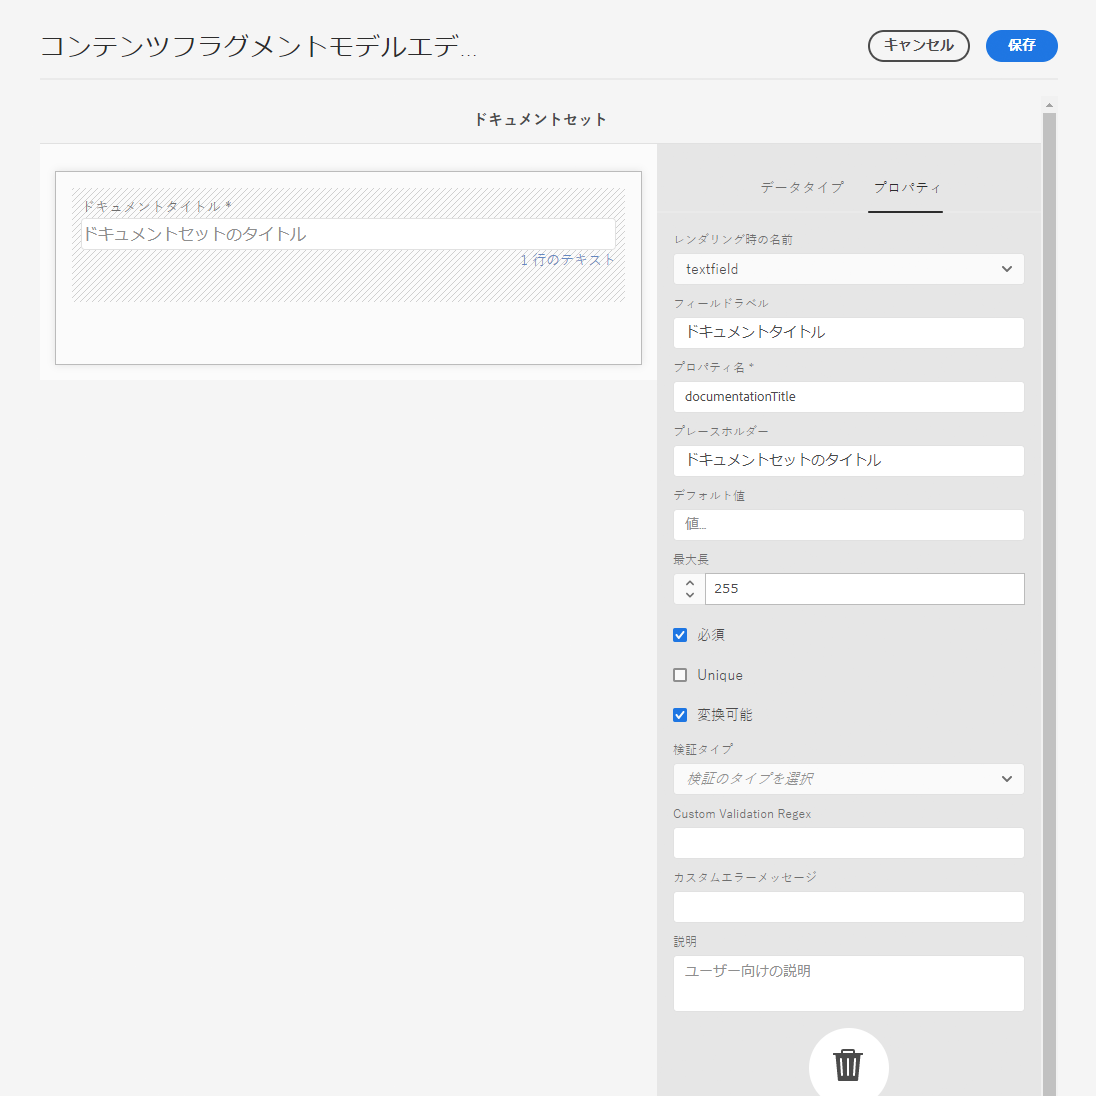 コンテンツフラグメントモデルエデ...
キャンセル
保存
ドキュメントセット
ドキュメントタイトル *
ドキュメントセットのタイトル
1 行のテキスト
データタイプ
プロパティ
レンダリング時の名前
textfield
フィールドラベル
ドキュメントタイトル
プロパティ名 *
documentationTitle
プレースホルダー
ドキュメントセットのタイトル
デフォルト値
値...
最大長
255
必須
Unique
変換可能
検証タイプ
検証のタイプを選択
Custom Validation Regex
カスタムエラーメッセージ
説明
ユーザー向けの説明